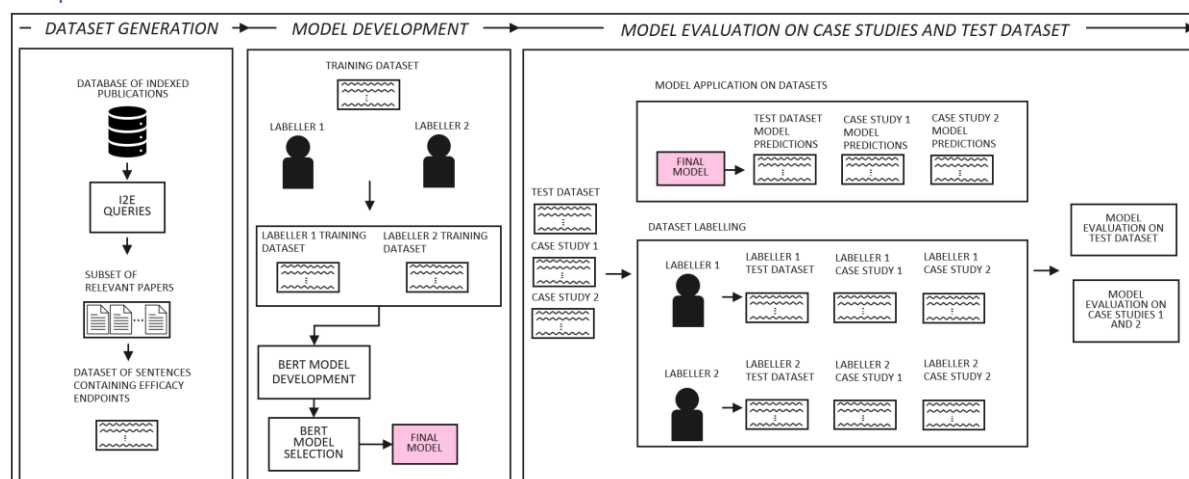 DATASET GENERATION
MODEL DEVELOPMENT
MODEL EVALUATION ON CASE STUDIES AND TEST DATASET
DATABASE OF INDEXED
PUBLICATIONS
I2E
QUERIES
SUBSET OF
RELEVANT PAPERS
...
DATASET OF SENTENCES
CONTAINING EFFICACY
ENDPOINTS
TRAINING DATASET
LABELLER 1
LABELLER 2
LABELLER 1 TRAINING
DATASET
LABELLER 2 TRAINING
DATASET
BERT MODEL
DEVELOPMENT
BERT
MODEL
SELECTION
FINAL
MODEL
TEST DATASET
CASE STUDY 1
CASE STUDY 2
MODEL APPLICATION ON DATASETS
FINAL
MODEL
TEST DATASET
MODEL
PREDICTIONS
CASE STUDY 1
MODEL
PREDICTIONS
CASE STUDY 2
MODEL
PREDICTIONS
DATASET LABELLING
LABELLER 1
LABELLER 1
TEST DATASET
LABELLER 1
CASE STUDY 1
LABELLER 1
CASE STUDY 2
LABELLER 2
LABELLER 2
TEST DATASET
LABELLER 2
CASE STUDY 1
LABELLER 2
CASE STUDY 2
MODEL
EVALUATION ON
TEST DATASET
MODEL
EVALUATION ON
CASE STUDIES 1
AND 2